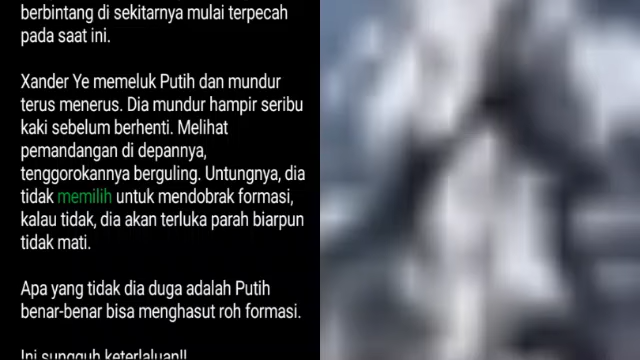 berbintang di sekitarnya mulai terpecah
pada saat ini.
Xander Ye memeluk Putih dan mundur
terus menerus. Dia mundur hampir seribu
kaki sebelum berhenti. Melihat
pemandangan di depannya,
tenggorokannya berguling. Untungnya, dia
tidak memilih untuk mendobrak formasi,
kalau tidak, dia akan terluka parah biarpun
tidak mati.
Apa yang tidak dia duga adalah Putih
benar-benar bisa menghasut roh formasi.
Ini sungguh keterlaluan!!